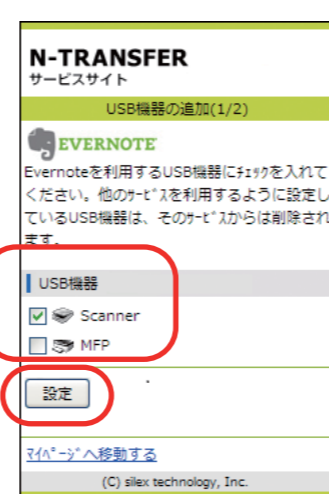 N-TRANSFER
サービスサイト
USB機器の追加(1/2)
EVERNOTE
Evernoteを利用するUSB機器にﾁｪｯｸを入れて
ください。他のｻｰﾋﾞｽを利用するように設定し
ているUSB機器は、そのｻｰﾋﾞｽからは削除され
ます。
USB機器
Scanner
MFP
設定
ﾏｲﾍﾟｰｼﾞへ移動する
(C) silex technology, Inc.